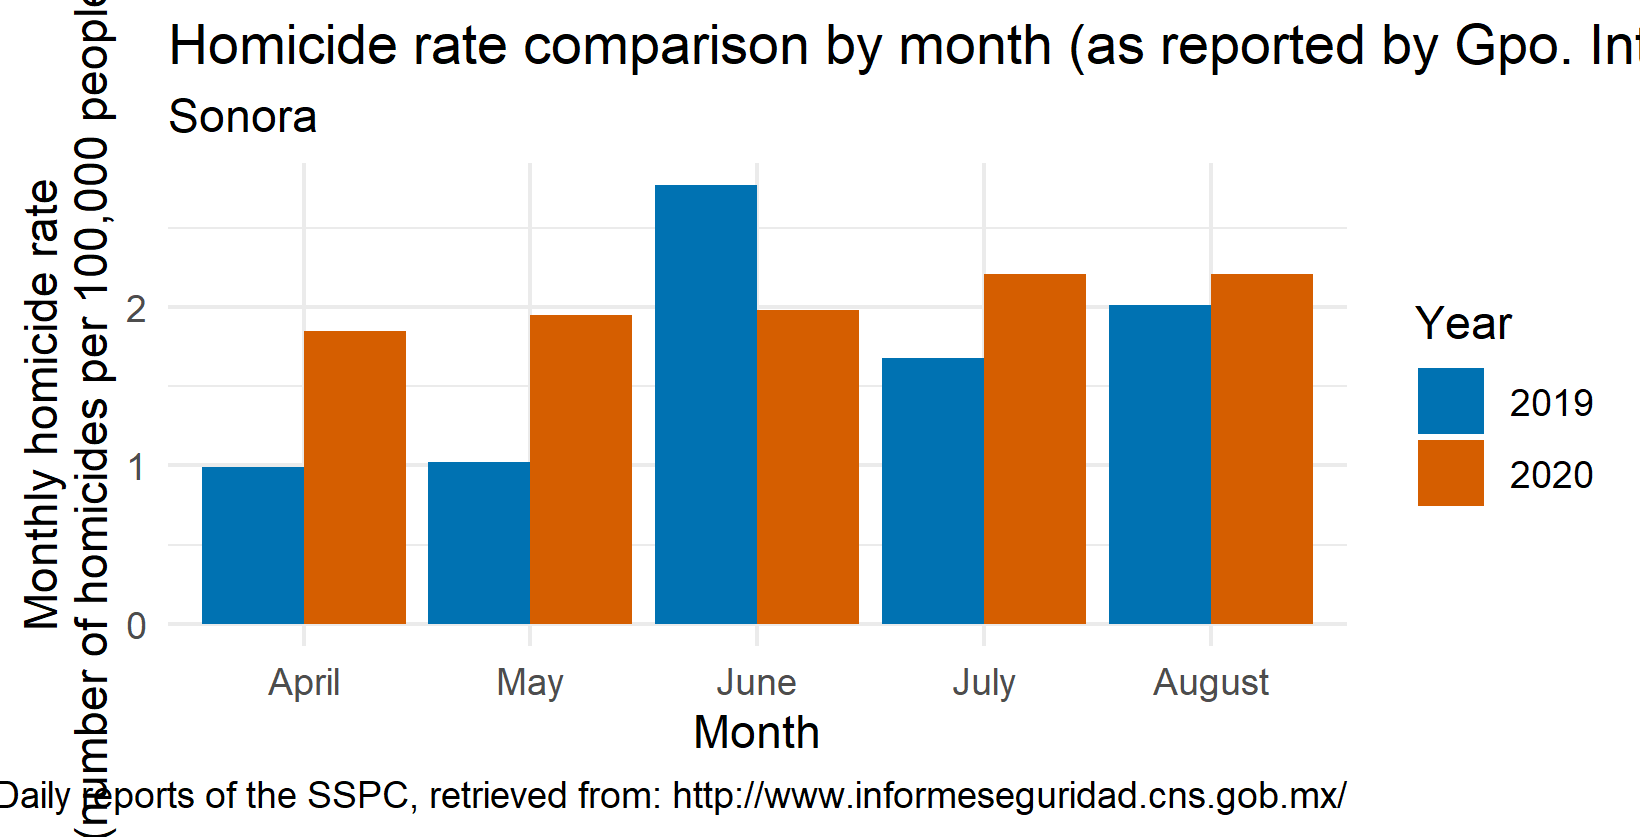 Homicide rate comparison by month (as reported by Gpo.
Sonora
Monthly homicide rate
(number of homicides per 100,000 people
2
1
0
April
May
June
July
August
Month
Year
2019
2020
Daily reports of the SSPC, retrieved from: http://www.informeseguridad.cns.gob.mx/